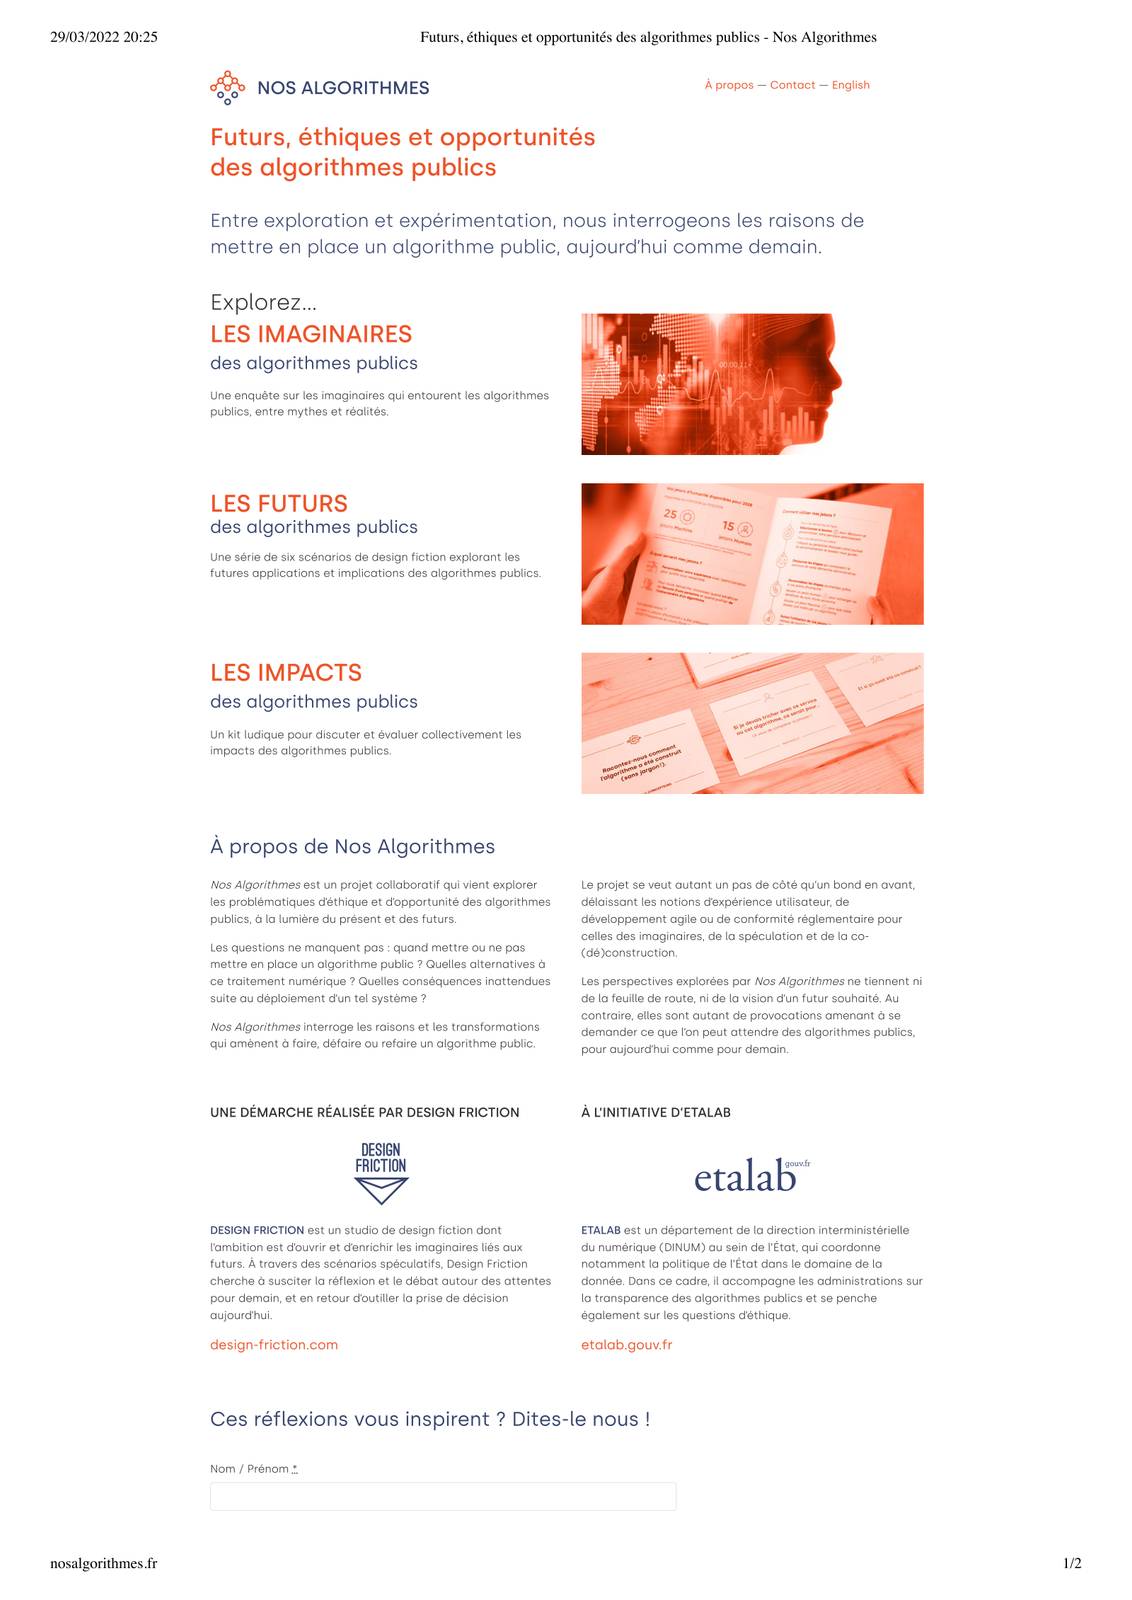 29/03/2022 20:25
Futurs, éthiques et opportunités des algorithmes publics - Nos Algorithmes
NOS ALGORITHMES
À propos — Contact — English
Futurs, éthiques et opportunités
des algorithmes publics
Entre exploration et expérimentation, nous interrogeons les raisons de
mettre en place un algorithme public, aujourd'hui comme demain.
Explorez...
LES IMAGINAIRES
des algorithmes publics
Une enquête sur les imaginaires qui entourent les algorithmes
publics, entre mythes et réalités.
LES FUTURS
des algorithmes publics
Une série de six scénarios de design fiction explorant les
futures applications et implications des algorithmes publics.
25
jetons Machine
15
jetons Humain
Comment utiliser mes jetons ?
LES IMPACTS
des algorithmes publics
Un kit ludique pour discuter et évaluer collectivement les
impacts des algorithmes publics.
Si je devais tricher avec ce service
ou cet algorithme, ce serait pour...
Racontez-nous comment
l'algorithme a été construit
(sans jargon!).
À propos de Nos Algorithmes
Nos Algorithmes est un projet collaboratif qui vient explorer
les problématiques d'éthique et d'opportunité des algorithmes
publics, à la lumière du présent et des futurs.
Les questions ne manquent pas : quand mettre ou ne pas
mettre en place un algorithme public ? Quelles alternatives à
ce traitement numérique ? Quelles conséquences inattendues
suite au déploiement d'un tel système ?
Nos Algorithmes interroge les raisons et les transformations
qui amènent à faire, défaire ou refaire un algorithme public.
Le projet se veut autant un pas de côté qu'un bond en avant,
délaissant les notions d'expérience utilisateur, de
développement agile ou de conformité réglementaire pour
celles des imaginaires, de la spéculation et de la co-
(dé)construction.
Les perspectives explorées par Nos Algorithmes ne tiennent ni
de la feuille de route, ni de la vision d'un futur souhaité. Au
contraire, elles sont autant de provocations amenant à se
demander ce que l'on peut attendre des algorithmes publics,
pour aujourd'hui comme pour demain.
UNE DÉMARCHE RÉALISÉE PAR DESIGN FRICTION
DESIGN
FRICTION
DESIGN FRICTION est un studio de design fiction dont
l'ambition est d'ouvrir et d'enrichir les imaginaires liés aux
futurs. À travers des scénarios spéculatifs, Design Friction
cherche à susciter la réflexion et le débat autour des attentes
pour demain, et en retour d'outiller la prise de décision
aujourd'hui.
design-friction.com
À L'INITIATIVE D'ETALAB
etalab gouv.fr
ETALAB est un département de la direction interministérielle
du numérique (DINUM) au sein de l'État, qui coordonne
notamment la politique de l'État dans le domaine de la
donnée. Dans ce cadre, il accompagne les administrations sur
la transparence des algorithmes publics et se penche
également sur les questions d'éthique.
etalab.gouv.fr
Ces réflexions vous inspirent ? Dites-le nous !
Nom / Prénom *
nosalgorithmes.fr
1/2